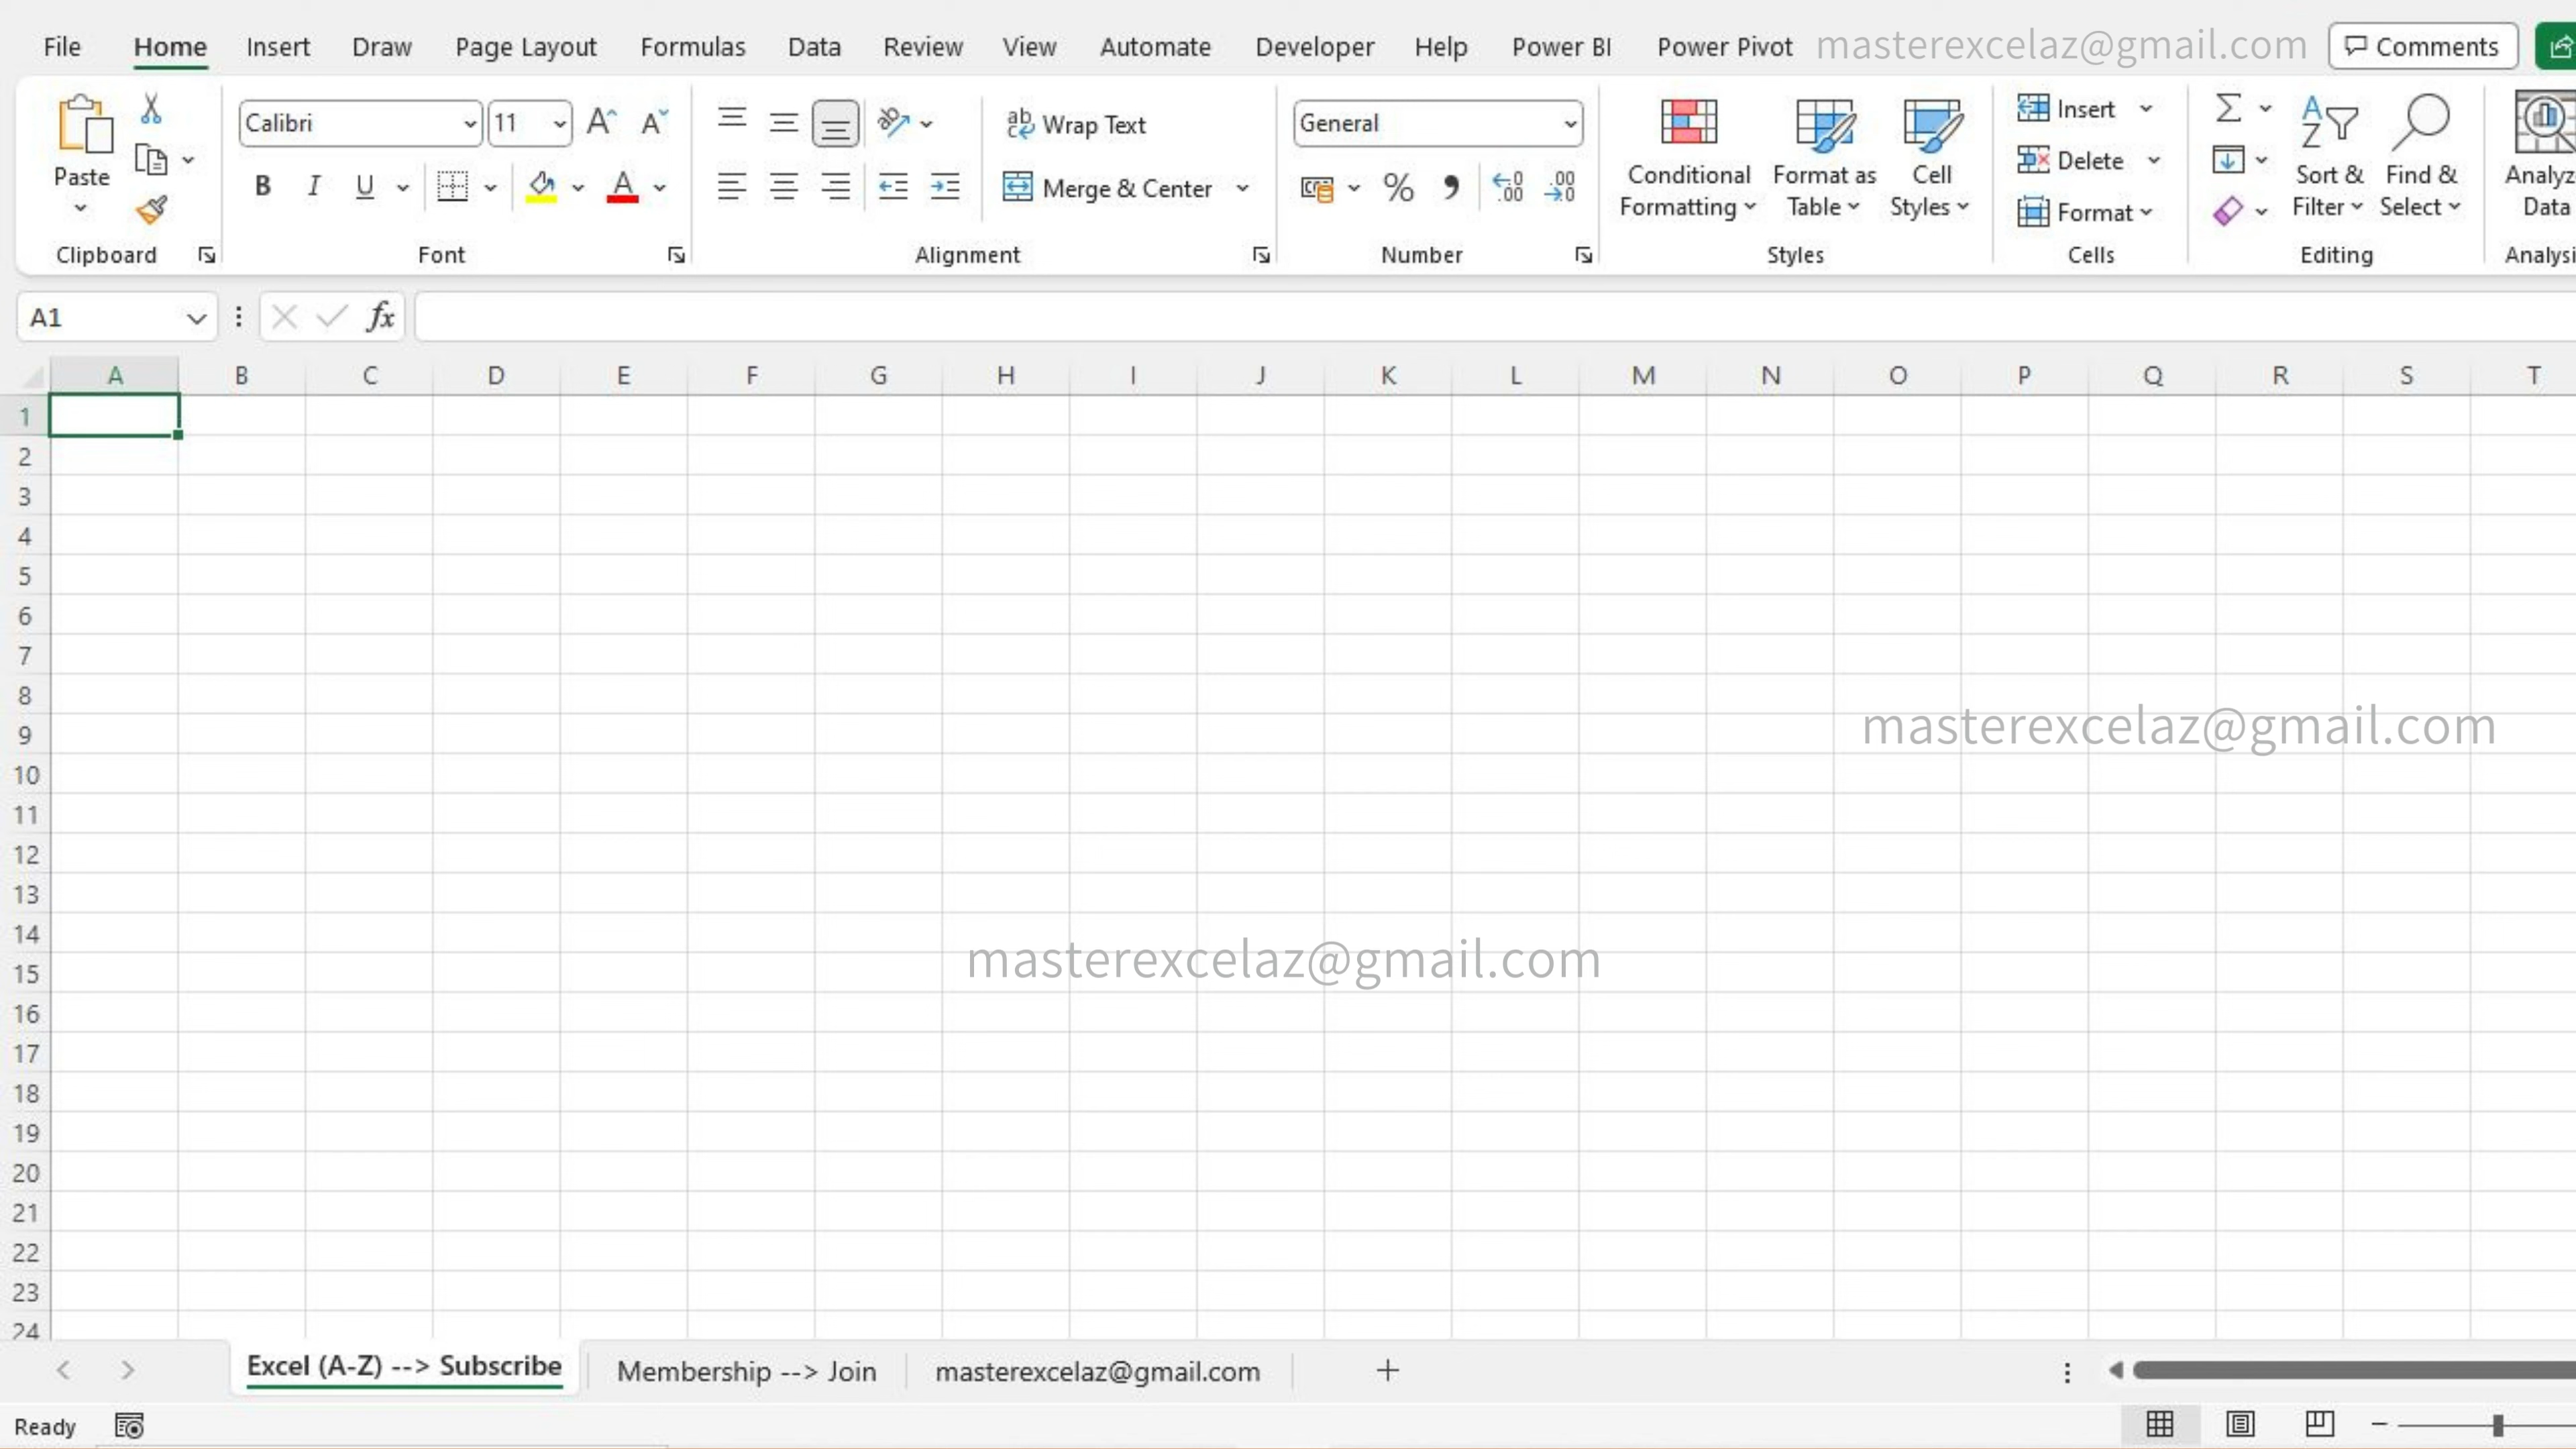 File Home Insert Draw Page Layout Formulas Data Review View Automate Developer Help Power BI Power Pivot masterexcelaz@gmail.com Comments
Calibri 11 Wrap Text General Insert
Delete
Paste B I U A Merge & Center % Conditional Formatting Format as Table Cell Styles Format Sort & Filter Find & Select Analyz Data
Clipboard Font Alignment Number Styles Cells Editing Analysi
A1 fx
A B C D E F G H I J K L M N O P Q R S T
1
2
3
4
5
6
7
8
9 masterexcelaz@gmail.com
10
11
12
13
14
15 masterexcelaz@gmail.com
16
17
18
19
20
21
22
23
24
Excel (A-Z) --> Subscribe Membership --> Join masterexcelaz@gmail.com
Ready